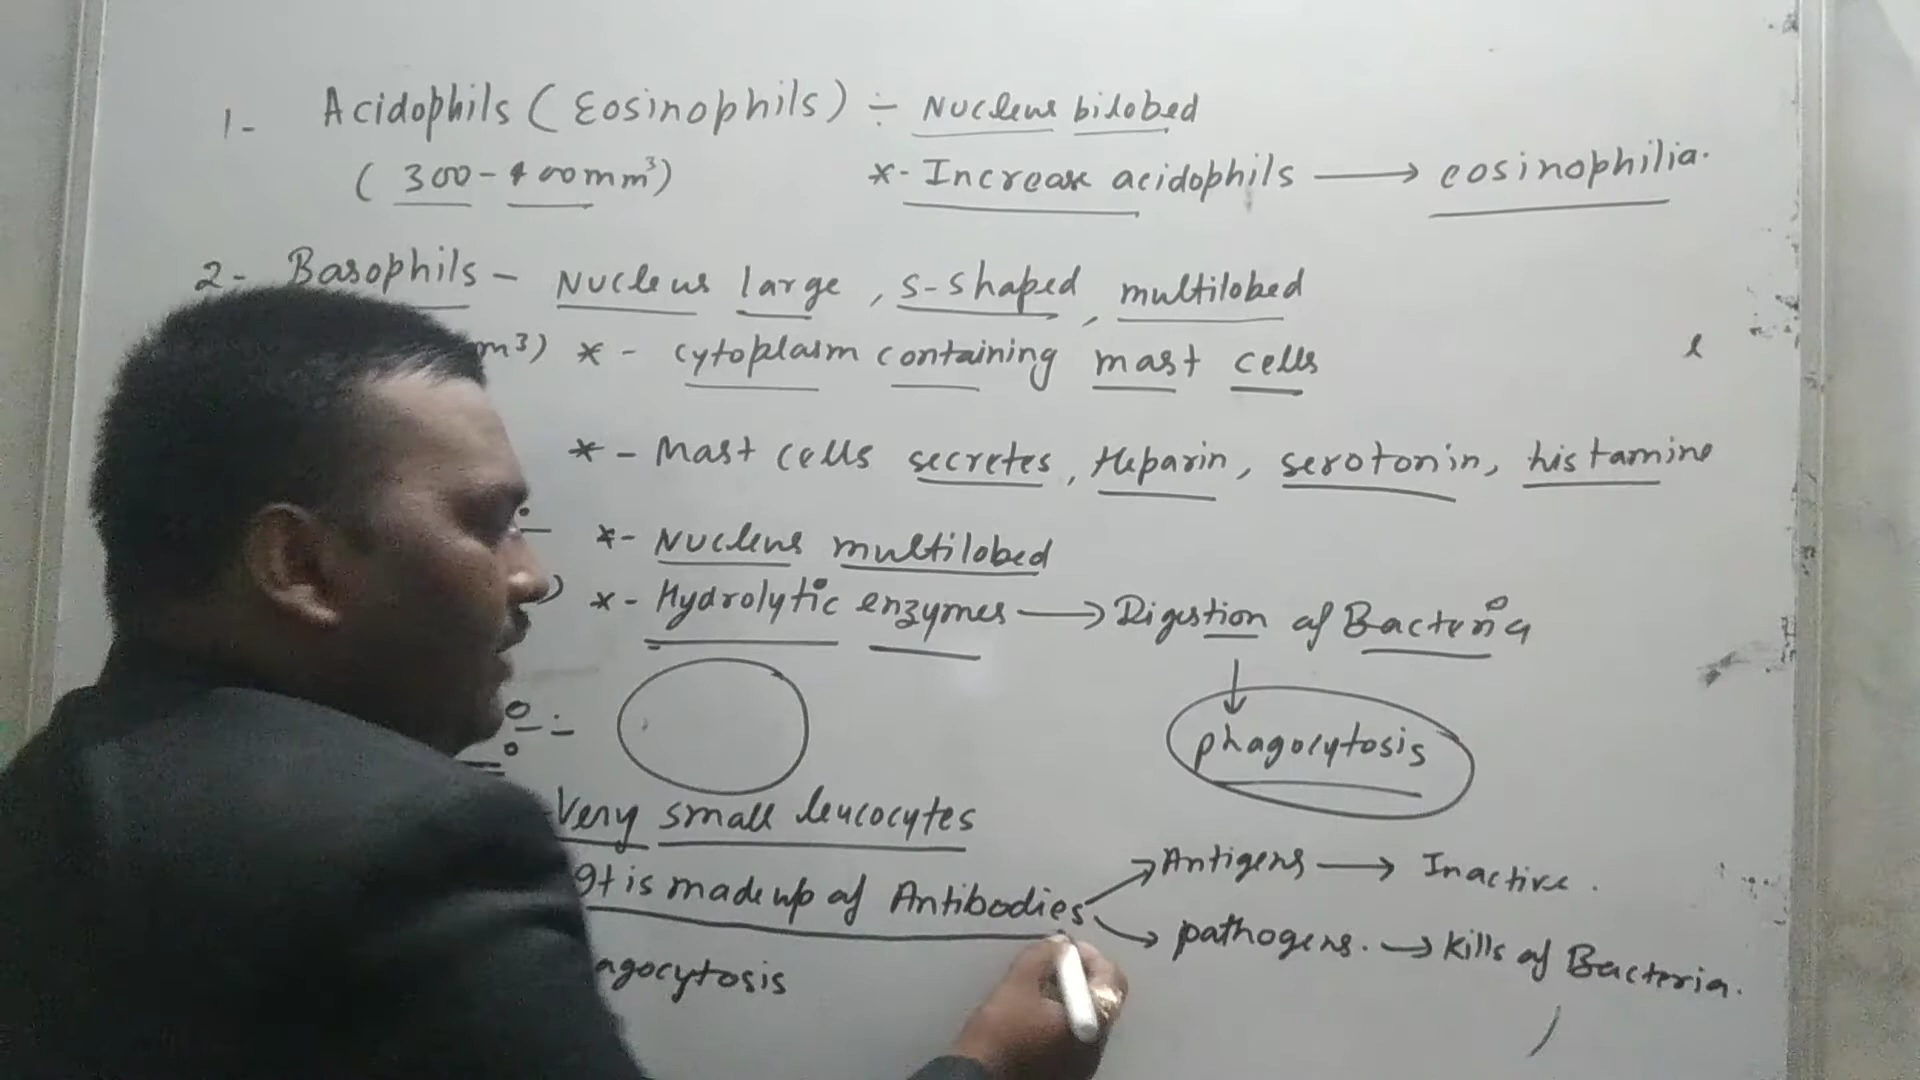 1- Acidophils (Eosinophils) ÷ Nucleus bilobed
(300-400mm³) *- Increase acidophils → eosinophilia.
2- Basophils - Nucleus large, s-shaped, multilobed
m³) *- cytoplasm containing mast cells
*- Mast cells secretes, Heparin, serotonin, histamine
*- Nucleus multilobed
) *- Hydrolytic enzymes → Digestion of Bacteria
↓
phagocytosis
Very small leucocytes
It is made up of Antibodies → Antigens → Inactive.
→ pathogens. → kills of Bacteria.
agocytosis